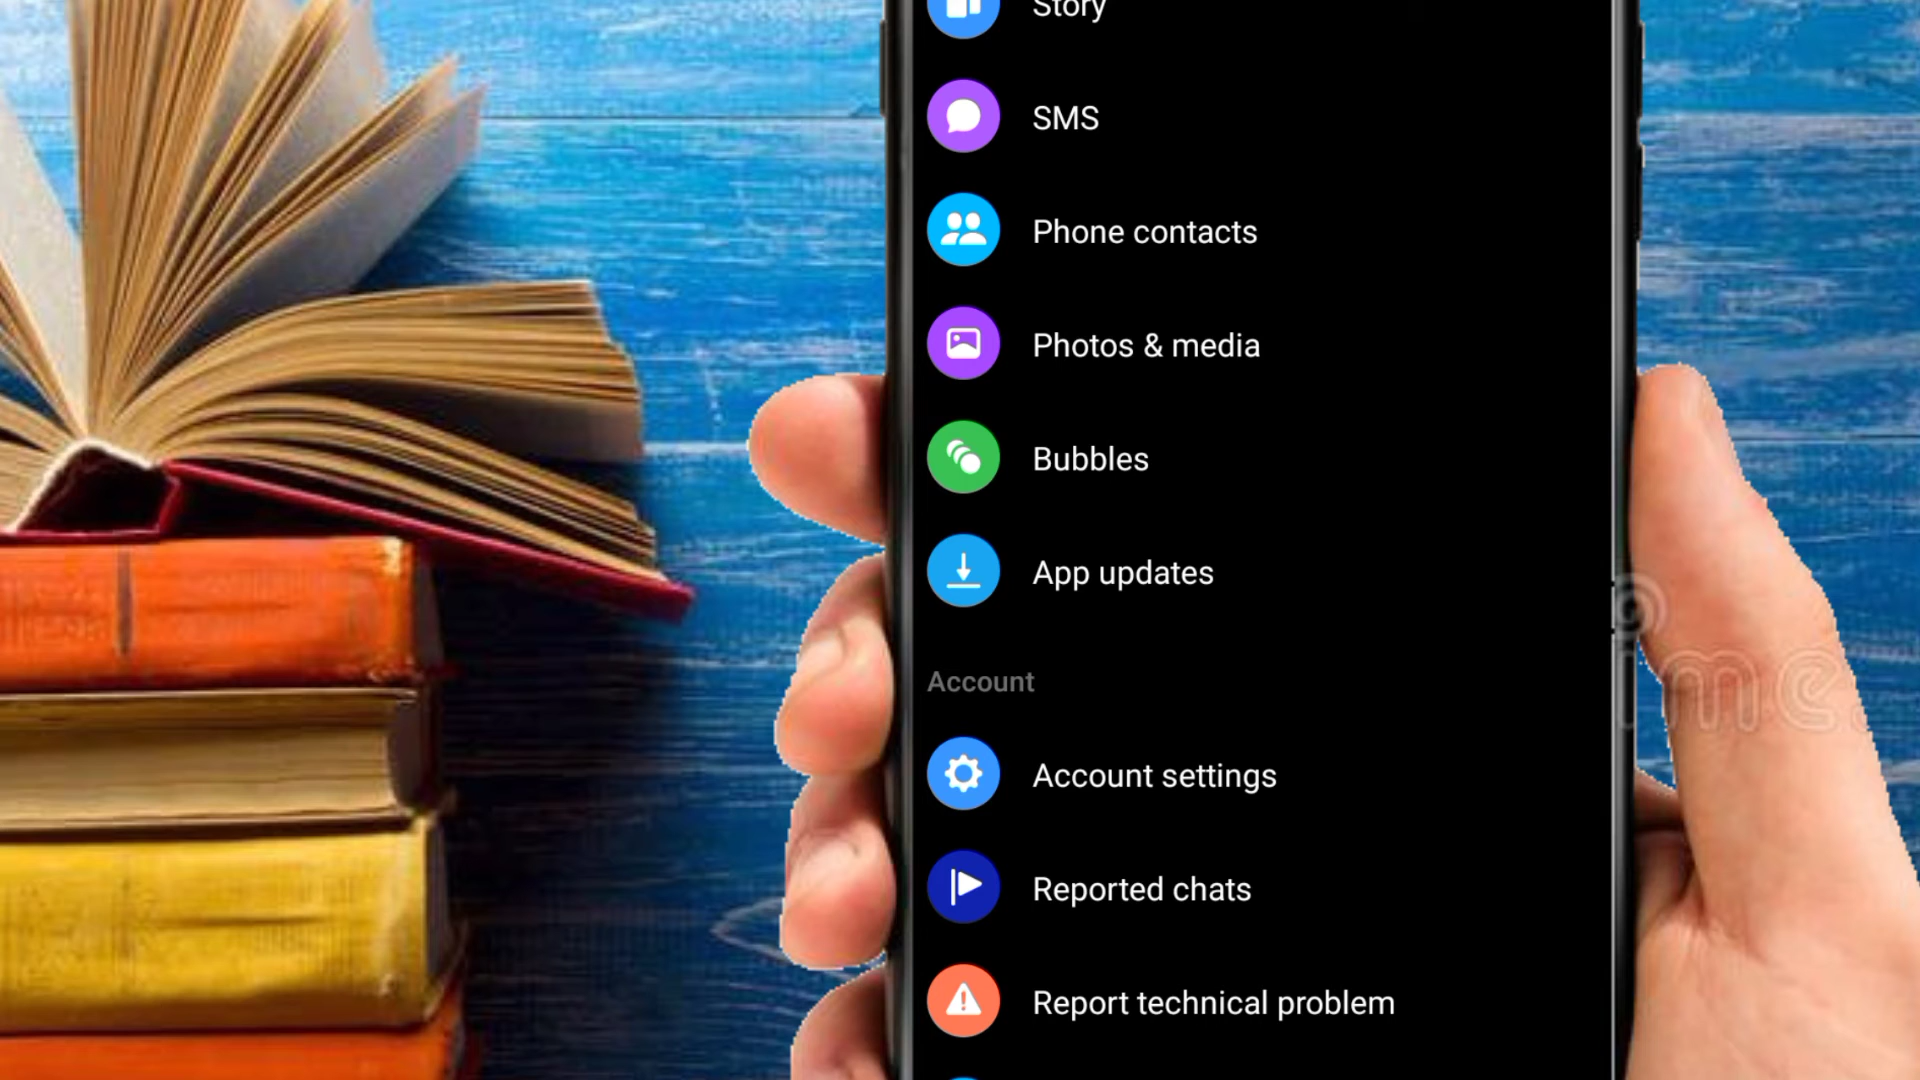 Story
SMS
Phone contacts
Photos & media
Bubbles
App updates
Account
Account settings
Reported chats
Report technical problem